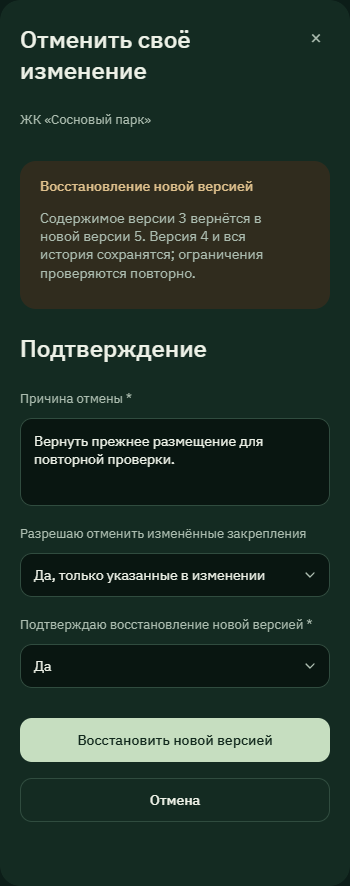 Отменить своё
изменение
×
ЖК «Сосновый парк»
Восстановление новой версией
Содержимое версии 3 вернётся в
новой версии 5. Версия 4 и вся
история сохранятся; ограничения
проверяются повторно.
Подтверждение
Причина отмены *
Вернуть прежнее размещение для
повторной проверки.
Разрешаю отменить изменённые закрепления
Да, только указанные в изменении
Подтверждаю восстановление новой версией *
Да
Восстановить новой версией
Отмена